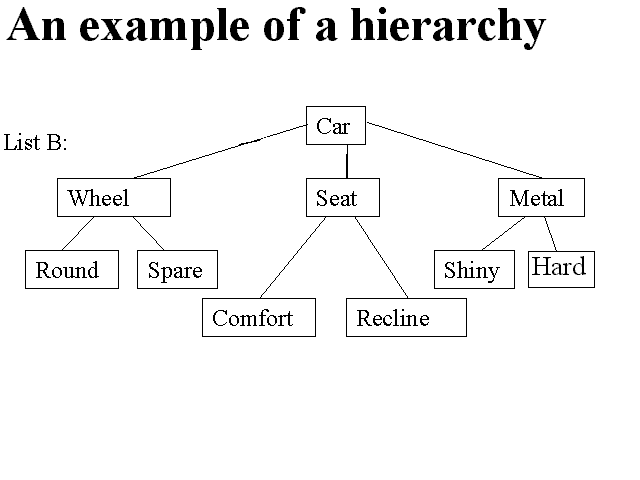 An example of a hierarchy
Car
List B:
Wheel
Seat
Metal
Round
Spare
Shiny
Hard
Comfort
Recline